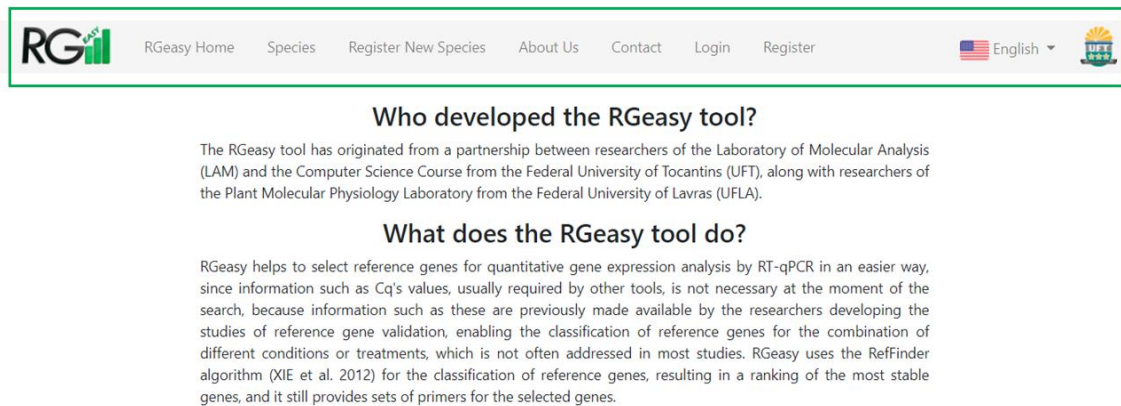 RG EASY
RGeasy Home Species Register New Species About Us Contact Login Register English UFT
Who developed the RGeasy tool?
The RGeasy tool has originated from a partnership between researchers of the Laboratory of Molecular Analysis
(LAM) and the Computer Science Course from the Federal University of Tocantins (UFT), along with researchers of
the Plant Molecular Physiology Laboratory from the Federal University of Lavras (UFLA).
What does the RGeasy tool do?
RGeasy helps to select reference genes for quantitative gene expression analysis by RT-qPCR in an easier way,
since information such as Cq's values, usually required by other tools, is not necessary at the moment of the
search, because information such as these are previously made available by the researchers developing the
studies of reference gene validation, enabling the classification of reference genes for the combination of
different conditions or treatments, which is not often addressed in most studies. RGeasy uses the RefFinder
algorithm (XIE et al. 2012) for the classification of reference genes, resulting in a ranking of the most stable
genes, and it still provides sets of primers for the selected genes.